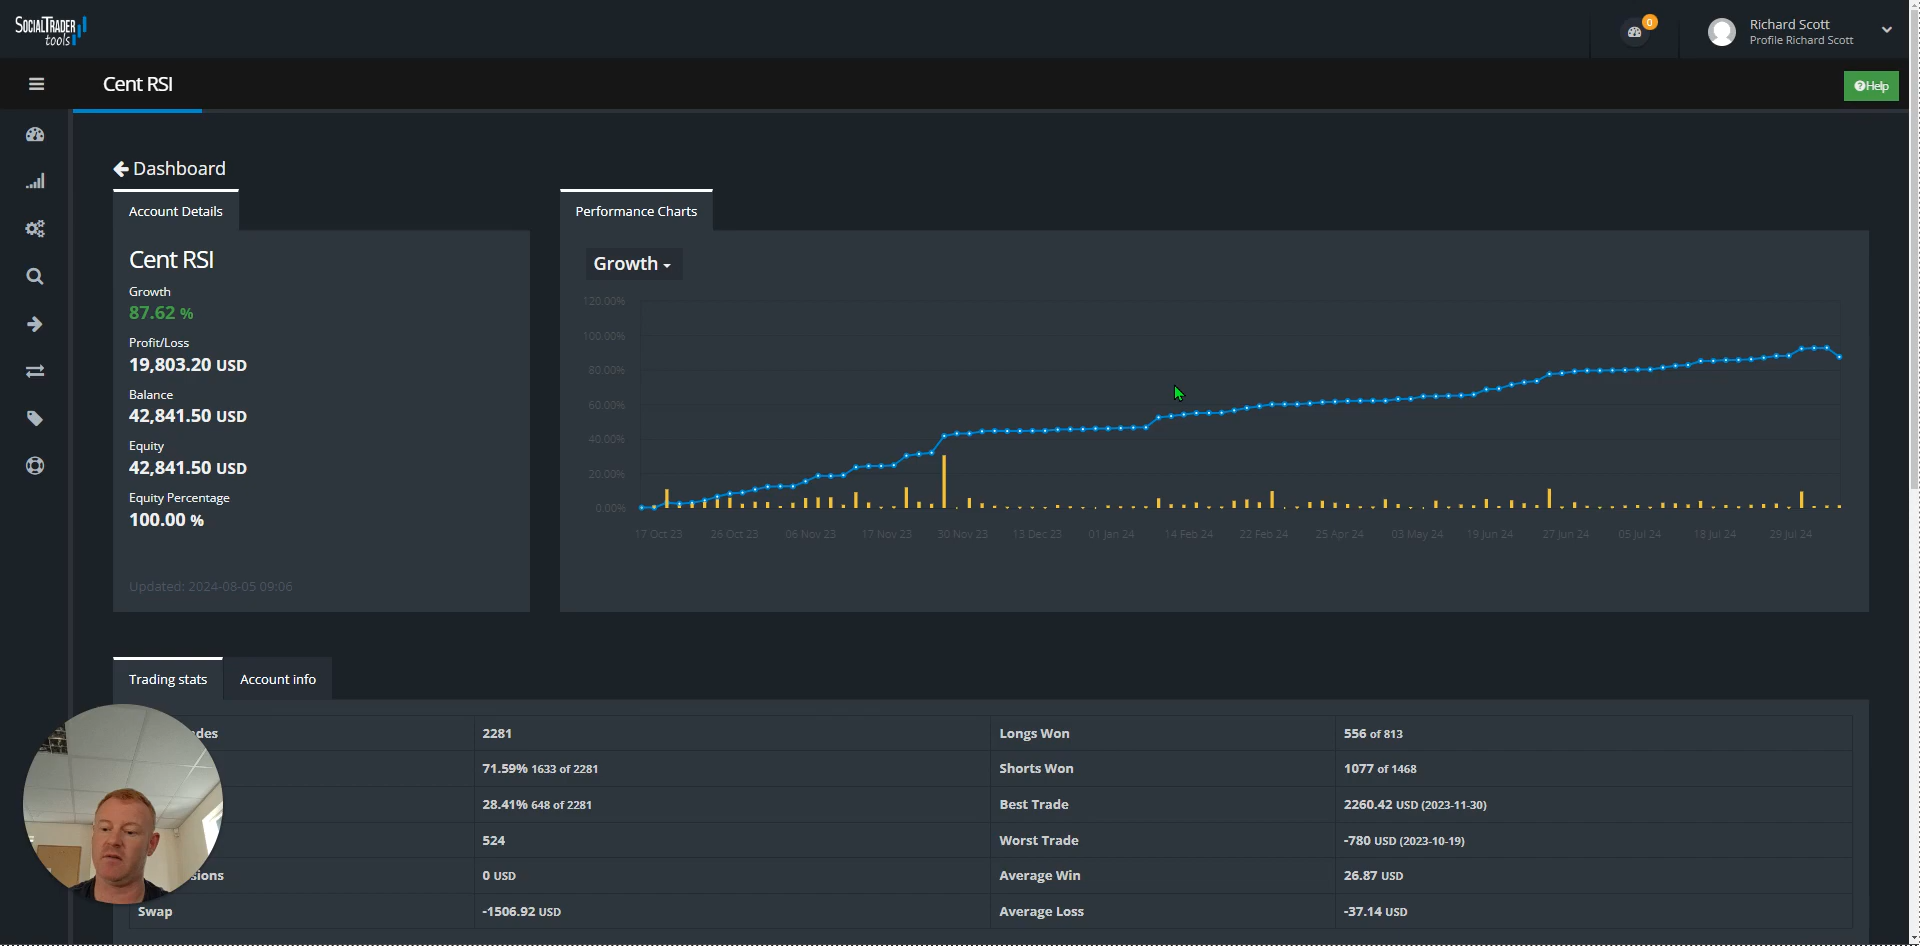 SOCIALTRADER
tools
0
Richard Scott
Profile Richard Scott
Cent RSI
Help
Dashboard
Account Details
Performance Charts
Cent RSI
Growth
87.62 %
Profit/Loss
19,803.20 USD
Balance
42,841.50 USD
Equity
42,841.50 USD
Equity Percentage
100.00 %
Updated: 2024-08-05 09:06
Growth
120.00%
100.00%
80.00%
60.00%
40.00%
20.00%
0.00%
17 Oct 23 26 Oct 23 06 Nov 23 17 Nov 23 30 Nov 23 13 Dec 23 01 Jan 24 14 Feb 24 22 Feb 24 25 Apr 24 03 May 24 19 Jun 24 27 Jun 24 05 Jul 24 18 Jul 24 29 Jul 24
Trading stats Account info
des 2281 Longs Won 556 of 813
71.59% 1633 of 2281 Shorts Won 1077 of 1468
28.41% 648 of 2281 Best Trade 2260.42 USD (2023-11-30)
524 Worst Trade -780 USD (2023-10-19)
sions 0 USD Average Win 26.87 USD
Swap -1506.92 USD Average Loss -37.14 USD